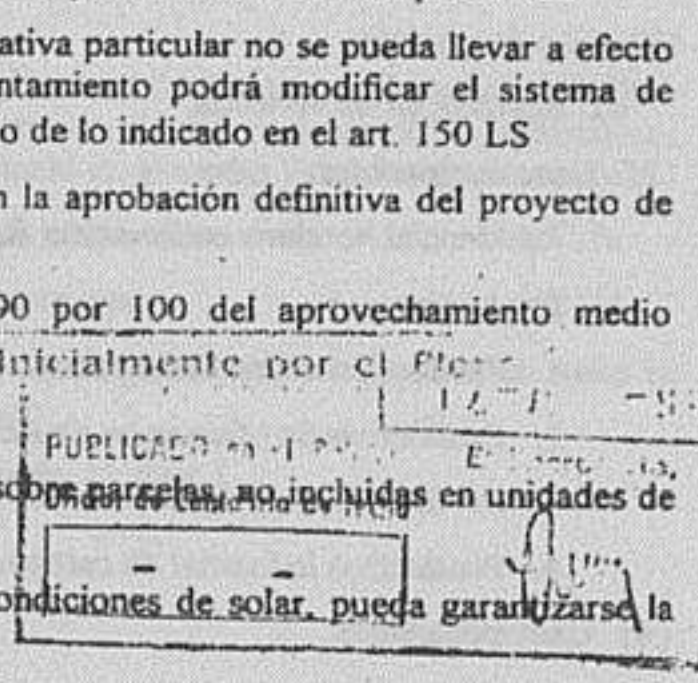 ativa particular no se pueda llevar a efecto
ntamiento podrá modificar el sistema de
o de lo indicado en el art. 150 LS
la aprobación definitiva del proyecto de
90 por 100 del aprovechamiento medio
Inicialmente por el
PUBLICADO
sobre parcelas, no incluidas en unidades de
ondiciones de solar, pueda garantizarse la